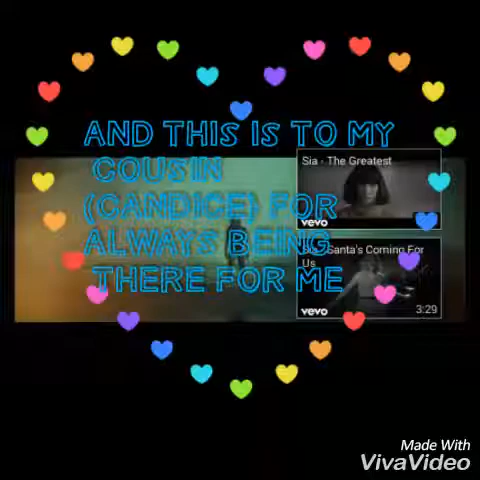 AND THIS IS TO MY
COUSIN
(CANDICE) FOR
ALWAYS BEING
THERE FOR ME
Sia - The Greatest
vevo
Santa's Coming For
Us
vevo
3:29
Made With
VivaVideo